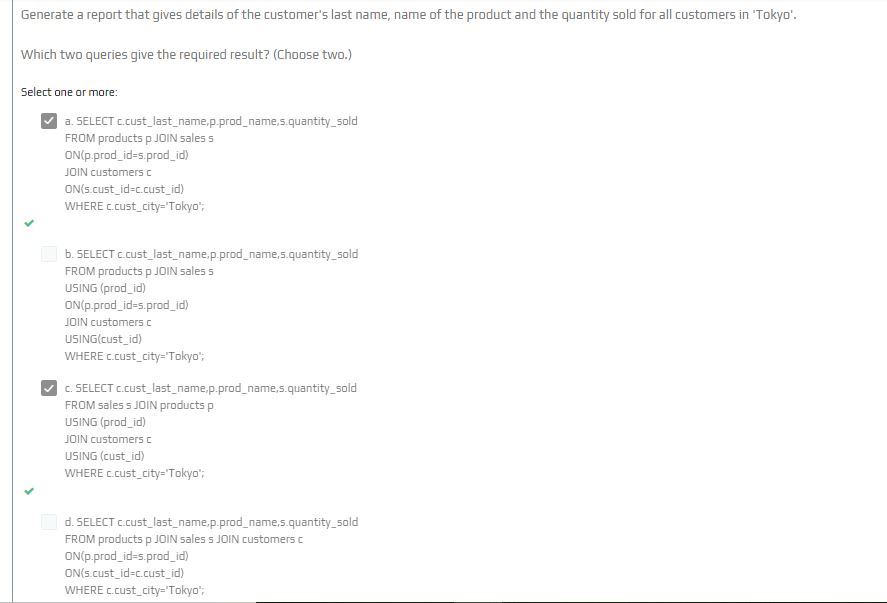 Generate a report that gives details of the customer's last name, name of the product and the quantity sold for all customers in 'Tokyo'.
Which two queries give the required result? (Choose two.)
Select one or more:
a. SELECT c.cust_last_name,p.prod_name,s.quantity_sold
FROM products p JOIN sales s
ON(p.prod_id=s.prod_id)
JOIN customers c
ON(s.cust_id=c.cust_id)
WHERE c.cust_city='Tokyo';
b. SELECT c.cust_last_name,p.prod_name,s.quantity_sold
FROM products p JOIN sales s
USING (prod_id)
ON(p.prod_id=s.prod_id)
JOIN customers c
USING(cust_id)
WHERE c.cust_city='Tokyo';
c. SELECT c.cust_last_name,p.prod_name,s.quantity_sold
FROM sales s JOIN products p
USING (prod_id)
JOIN customers c
USING (cust_id)
WHERE c.cust_city='Tokyo';
d. SELECT c.cust_last_name,p.prod_name,s.quantity_sold
FROM products p JOIN sales s JOIN customers c
ON(p.prod_id=s.prod_id)
ON(s.cust_id=c.cust_id)
WHERE c.cust_city='Tokyo';